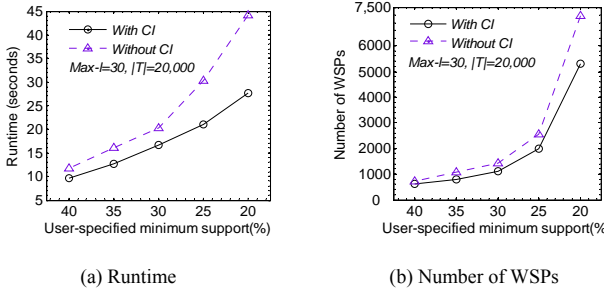 45
40
35
30
25
20
15
10
5
Runtime (seconds)
With CI
Without CI
Max-I=30, |T|=20,000
40 35 30 25 20
User-specified minimum support(%)
(a) Runtime
7,500
6000
5000
4000
3000
2000
1000
0
Number of WSPs
With CI
Without CI
Max-I=30, |T|=20,000
40 35 30 25 20
User-specified minimum support(%)
(b) Number of WSPs